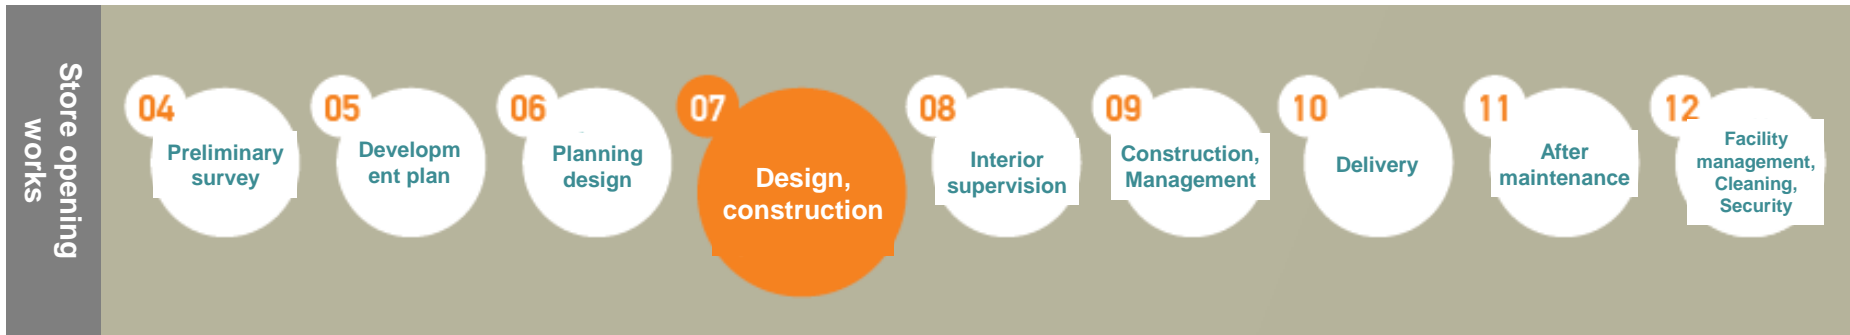 Store opening
works
04
Preliminary
survey
05
Developm
ent plan
06
Planning
design
07
Design,
construction
08
Interior
supervision
09
Construction,
Management
10
Delivery
11
After
maintenance
12
Facility
management,
Cleaning,
Security